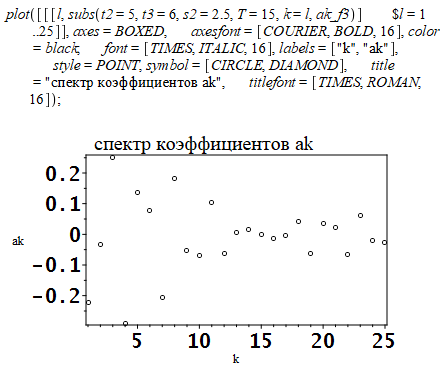 plot([[[l, subs(t2 = 5, t3 = 6, s2 = 2.5, T = 15, k = l, ak_f3)] $l = 1
..25]], axes = BOXED, axesfont = [COURIER, BOLD, 16], color
= black, font = [TIMES, ITALIC, 16], labels = ["k", "ak"],
style = POINT, symbol = [CIRCLE, DIAMOND], title
= "спектр коэффициентов ak", titlefont = [TIMES, ROMAN,
16]);
спектр коэффициентов ak
0.2
0.1
0
-0.1
-0.2
ak
5 10 15 20 25
k